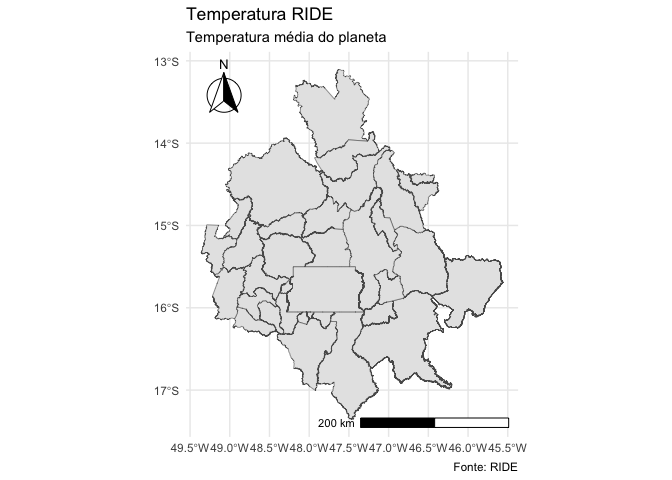 Temperatura RIDE
Temperatura média do planeta
N
13°S
14°S
15°S
16°S
17°S
200 km
49.5°W49.0°W48.5°W48.0°W47.5°W47.0°W46.5°W46.0°W45.5°W
Fonte: RIDE